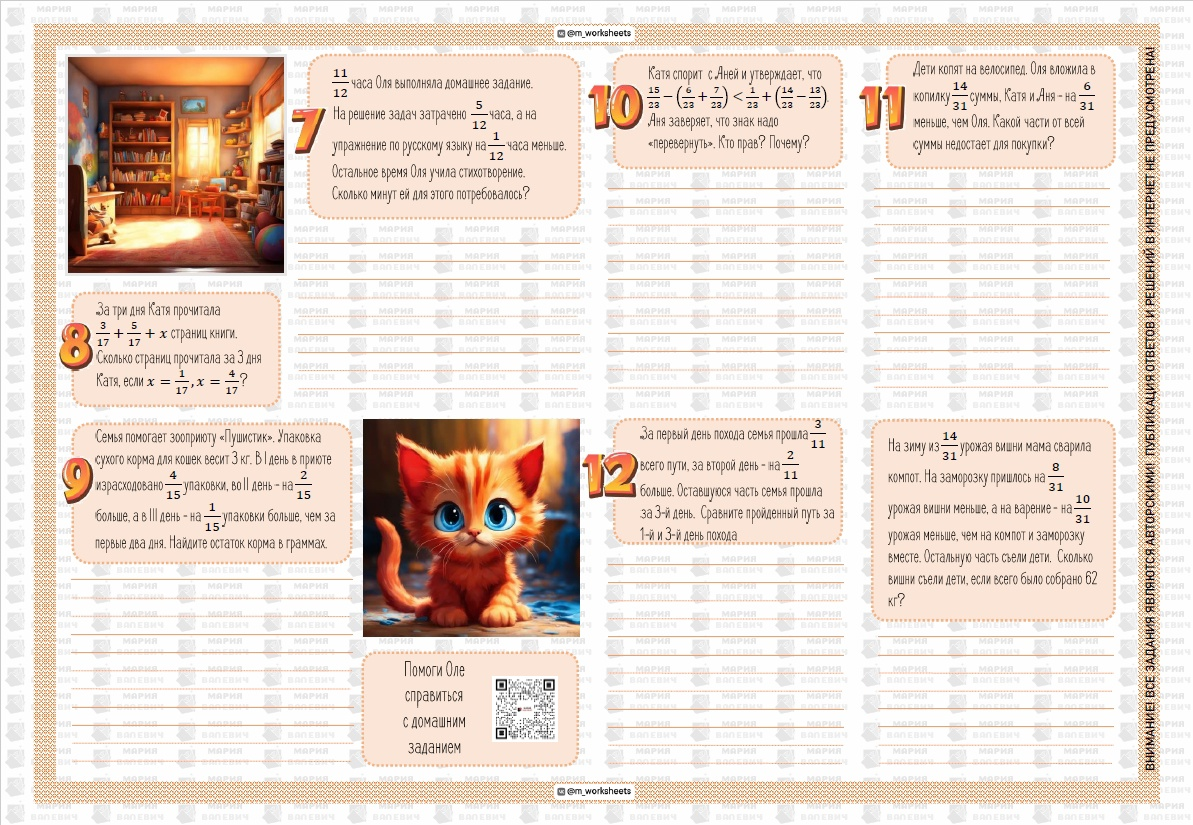 @m_worksheets
7
11/12 часа Оля выполняла домашнее задание.
На решение задач затрачено 5/12 часа, а на
упражнение по русскому языку на 1/12 часа меньше.
Остальное время Оля учила стихотворение.
Сколько минут ей для этого потребовалось?
8
За три дня Катя прочитала
3/17 + 5/17 + x страниц книги.
Сколько страниц прочитала за 3 дня
Катя, если x = 1/17, x = 4/17?
9
Семья помогает зооприюту «Пушистик». Упаковка
сухого корма для кошек весит 3 кг. В I день в приюте
израсходовано 4/15 упаковки, во II день - на 2/15
больше, а в III день - на 1/15 упаковки больше, чем за
первые два дня. Найдите остаток корма в граммах.
Помоги Оле
справиться
с домашним
заданием
10
Катя спорит с Аней и утверждает, что
15/23 − (6/23 + 7/23) < 1/23 + (14/23 − 13/23).
Аня заверяет, что знак надо
«перевернуть». Кто прав? Почему?
11
Дети копят на велосипед. Оля вложила в
копилку 14/31 суммы, Катя и Аня - на 6/31
меньше, чем Оля. Какой части от всей
суммы недостает для покупки?
12
За первый день похода семья прошла 3/11
всего пути, за второй день - на 2/11
больше. Оставшуюся часть семья прошла
за 3-й день. Сравните пройденный путь за
1-й и 3-й день похода
На зиму из 14/31 урожая вишни мама сварила
компот. На заморозку пришлось на 8/31
урожая вишни меньше, а на варение - на 10/31
урожая меньше, чем на компот и заморозку
вместе. Остальную часть съели дети. Сколько
вишни съели дети, если всего было собрано 62
кг?
ВНИМАНИЕ! ВСЕ ЗАДАНИЯ ЯВЛЯЮТСЯ АВТОРСКИМИ! ПУБЛИКАЦИЯ ОТВЕТОВ И РЕШЕНИЙ В ИНТЕРНЕТ НЕ ПРЕДУСМОТРЕНА!
@m_worksheets
МАРИЯ
ВАЛЕВИЧ